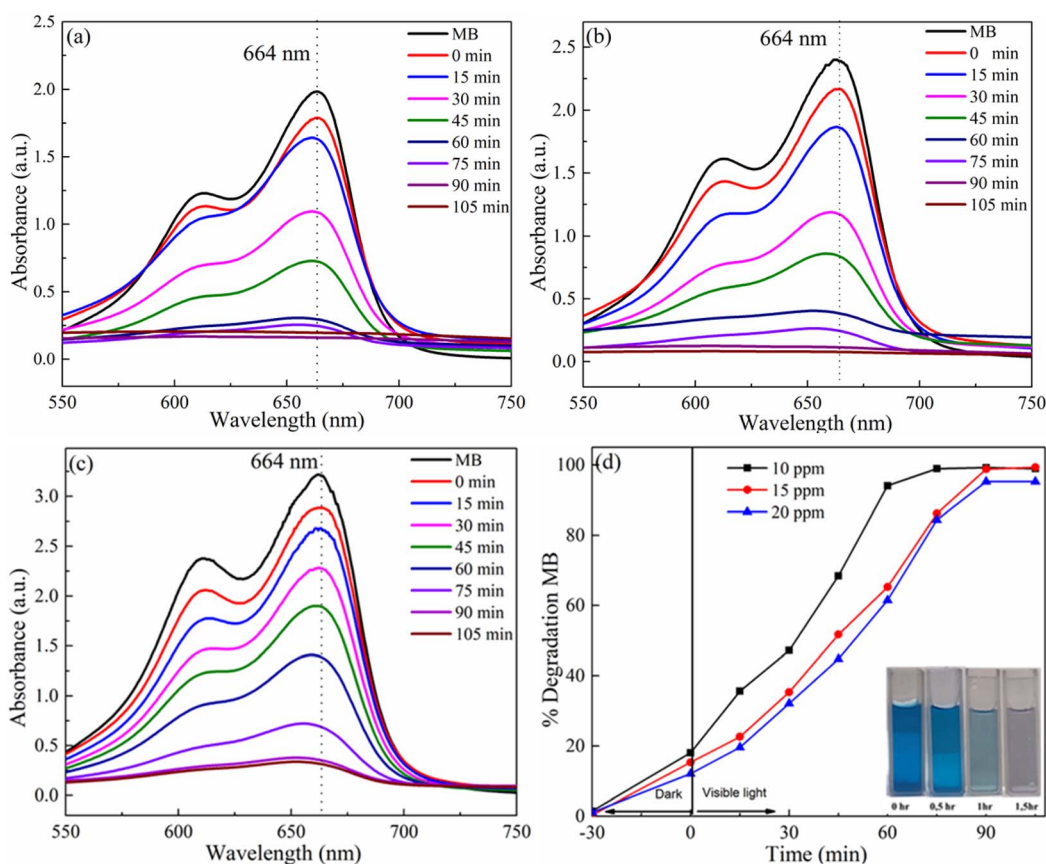 (a)
664 nm
MB
0 min
15 min
30 min
45 min
60 min
75 min
90 min
105 min
2.5
2.0
1.5
1.0
0.5
0.0
Absorbance (a.u.)
550
600
650
700
750
Wavelength (nm)
(b)
664 nm
MB
0 min
15 min
30 min
45 min
60 min
75 min
90 min
105 min
2.5
2.0
1.5
1.0
0.5
0.0
Absorbance (a.u.)
550
600
650
700
750
Wavelength (nm)
(c)
664 nm
MB
0 min
15 min
30 min
45 min
60 min
75 min
90 min
105 min
3.0
2.5
2.0
1.5
1.0
0.5
0.0
Absorbance (a.u.)
550
600
650
700
750
Wavelength (nm)
(d)
10 ppm
15 ppm
20 ppm
100
80
60
40
20
0
% Degradation MB
Dark
Visible light
0 hr
0,5 hr
1hr
1,5hr
-30
0
30
60
90
Time (min)